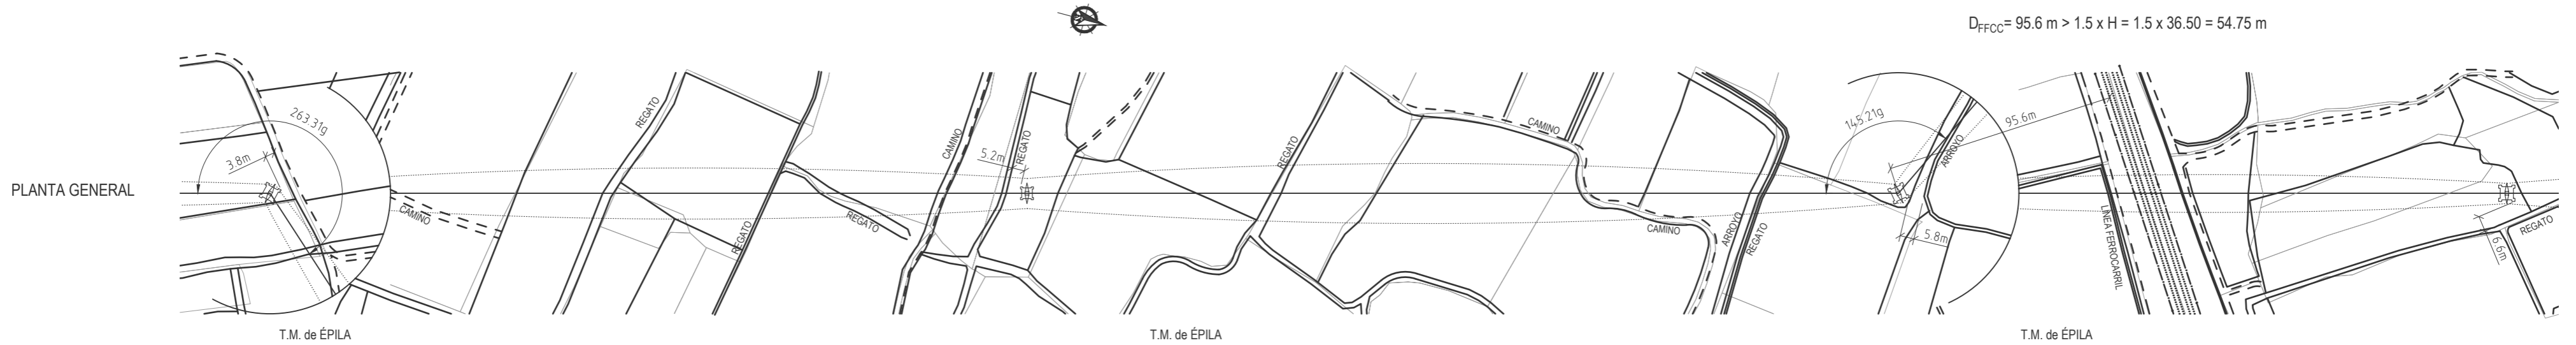 D_FFCC= 95.6 m > 1.5 x H = 1.5 x 36.50 = 54.75 m
PLANTA GENERAL
263.31g
3.8m
CAMINO
REGATO
REGATO
REGATO
CAMINO
5.2m
REGATO
REGATO
CAMINO
CAMINO
ARROYO
REGATO
145.21g
95.6m
ARROYO
5.8m
LÍNEA FERROCARRIL
REGATO
6.6m
T.M. de ÉPILA
T.M. de ÉPILA
T.M. de ÉPILA